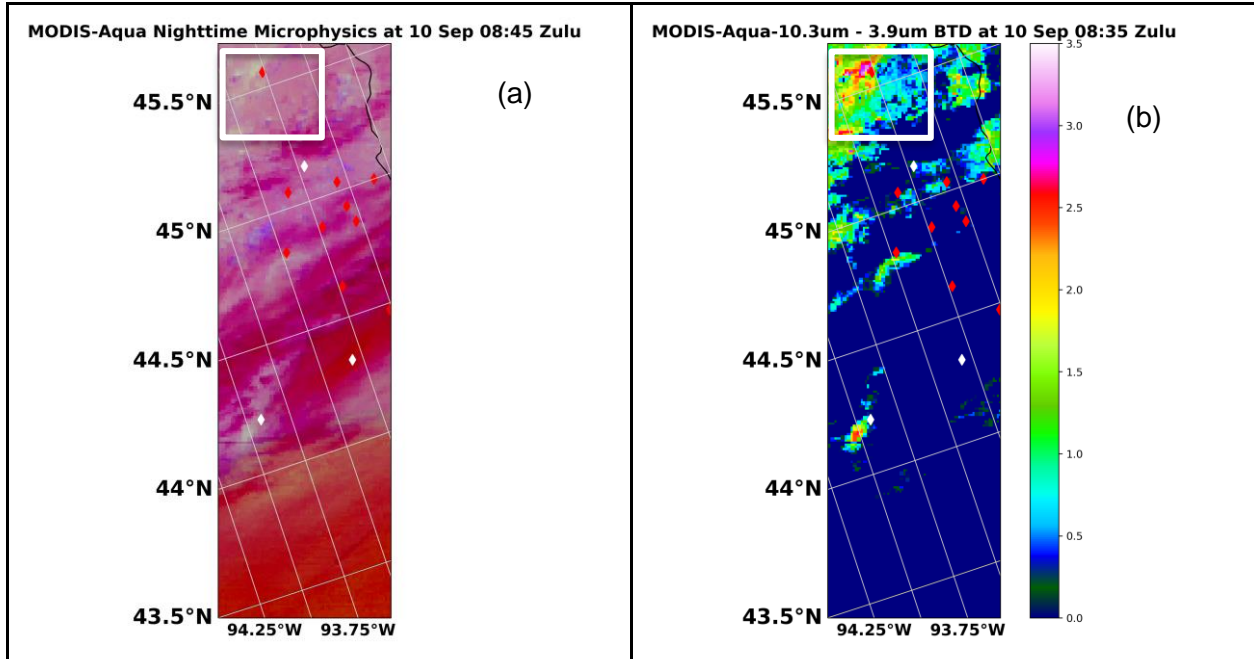 MODIS-Aqua Nighttime Microphysics at 10 Sep 08:45 Zulu
(a)
45.5°N
45°N
44.5°N
44°N
43.5°N
94.25°W 93.75°W
MODIS-Aqua-10.3um - 3.9um BTD at 10 Sep 08:35 Zulu
(b)
45.5°N
45°N
44.5°N
44°N
43.5°N
94.25°W 93.75°W
3.5
3.0
2.5
2.0
1.5
1.0
0.5
0.0